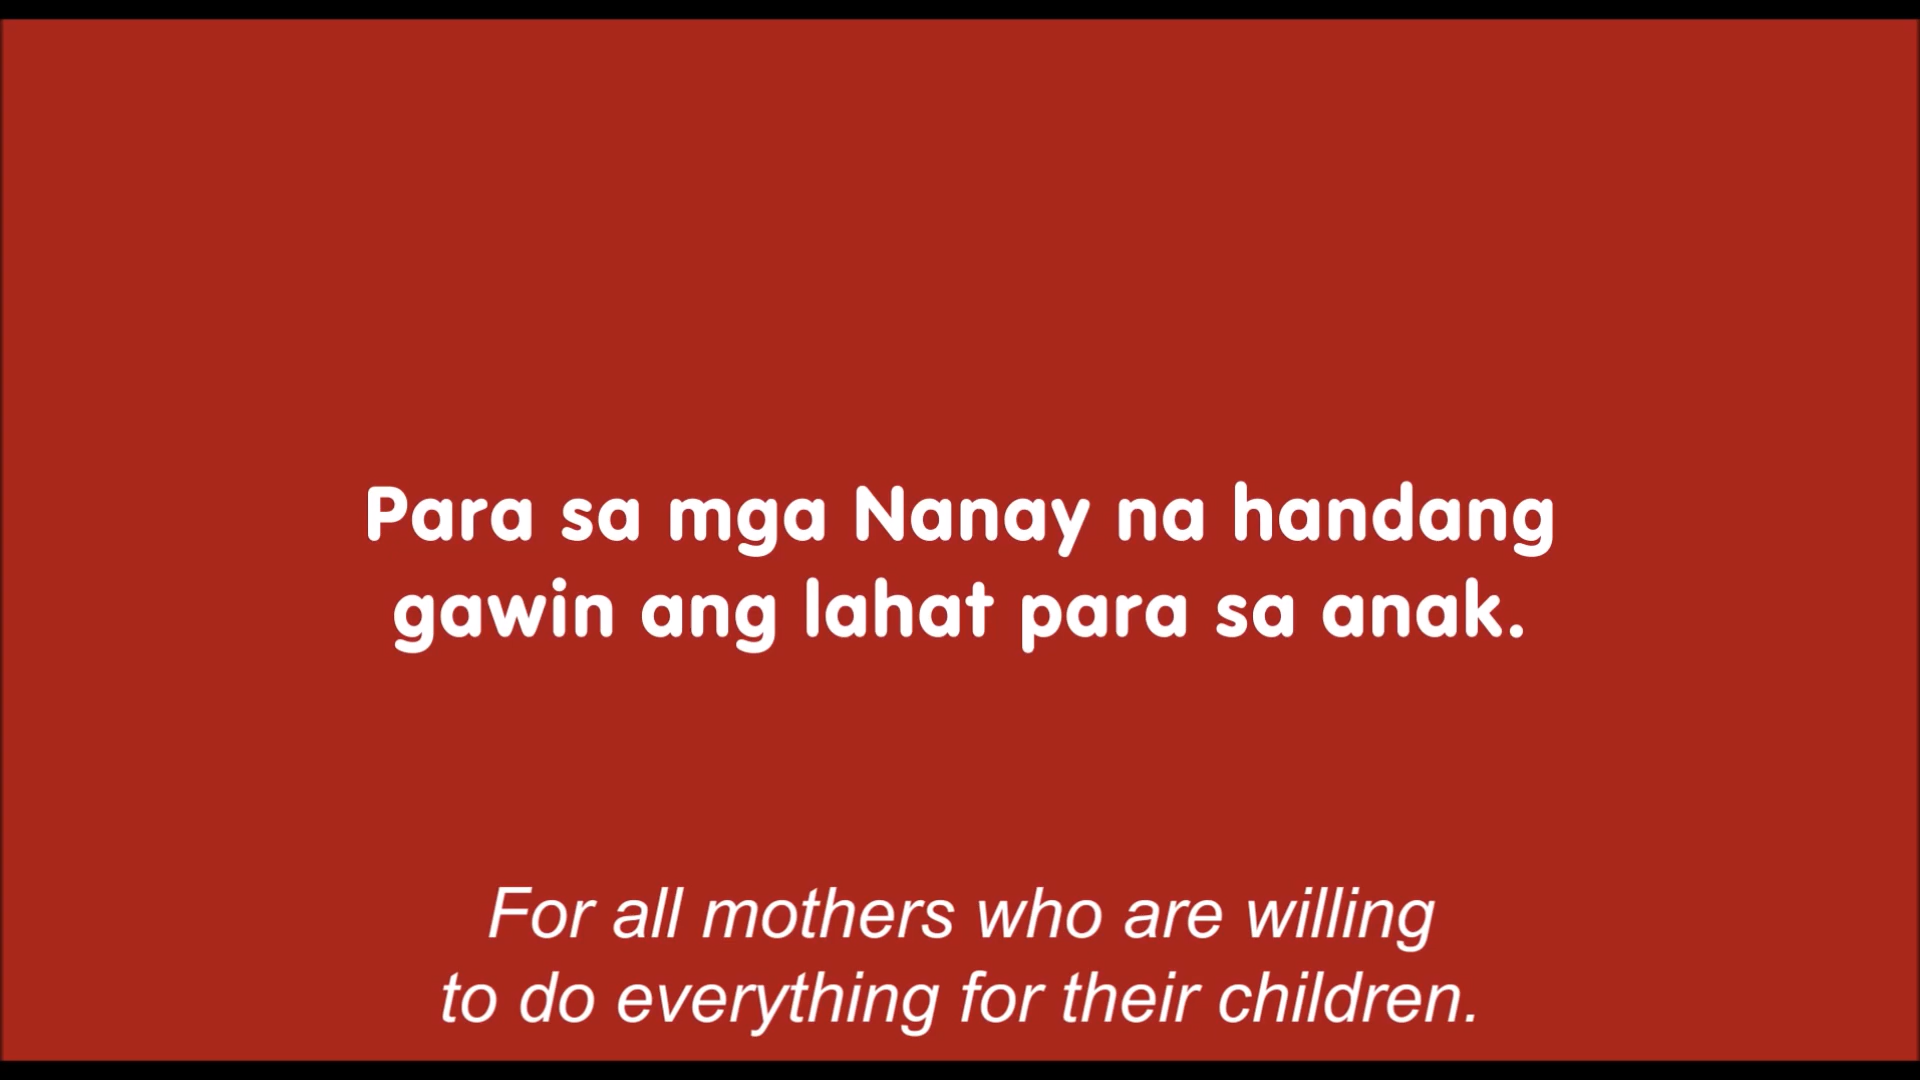 Para sa mga Nanay na handang
gawin ang lahat para sa anak.
For all mothers who are willing
to do everything for their children.